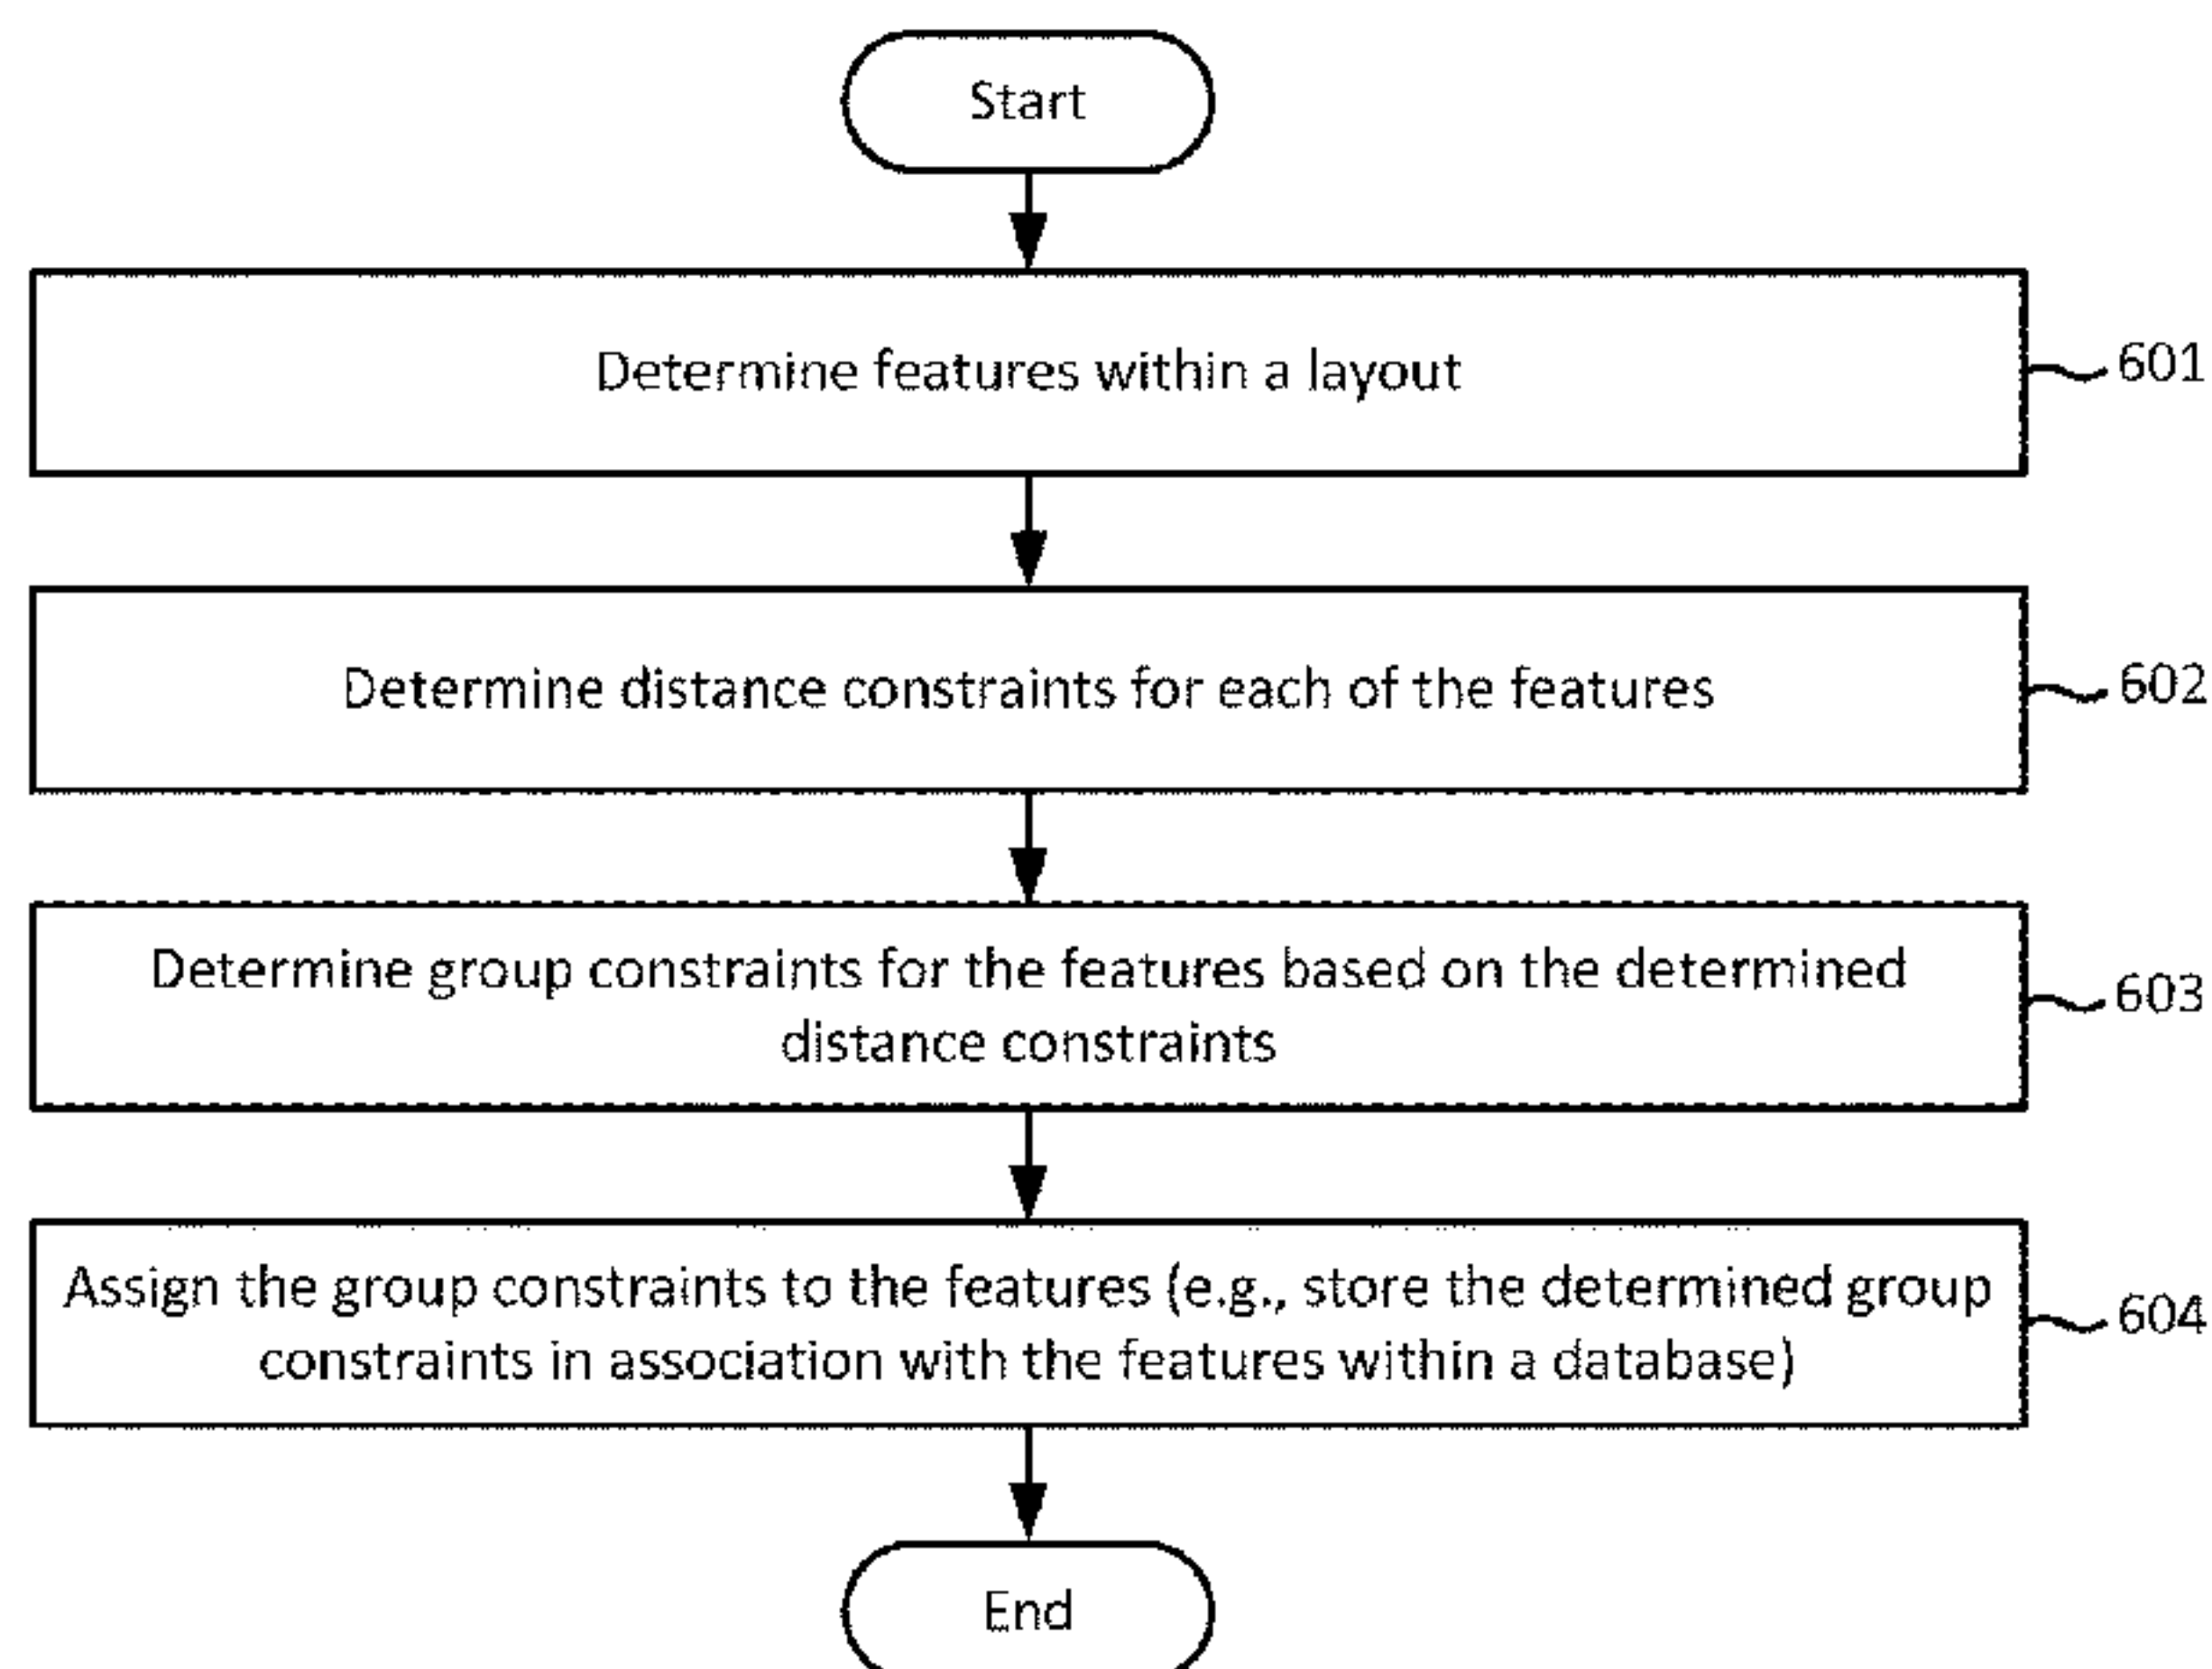 Start
Determine features within a layout
601
Determine distance constraints for each of the features
602
Determine group constraints for the features based on the determined
distance constraints
603
Assign the group constraints to the features (e.g., store the determined group
constraints in association with the features within a database)
604
End